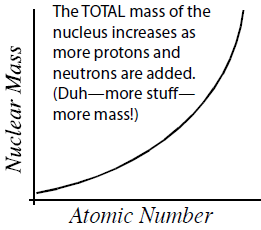 The TOTAL mass of the
nucleus increases as
more protons and
neutrons are added.
(Duh—more stuff—
more mass!)
Nuclear Mass
Atomic Number